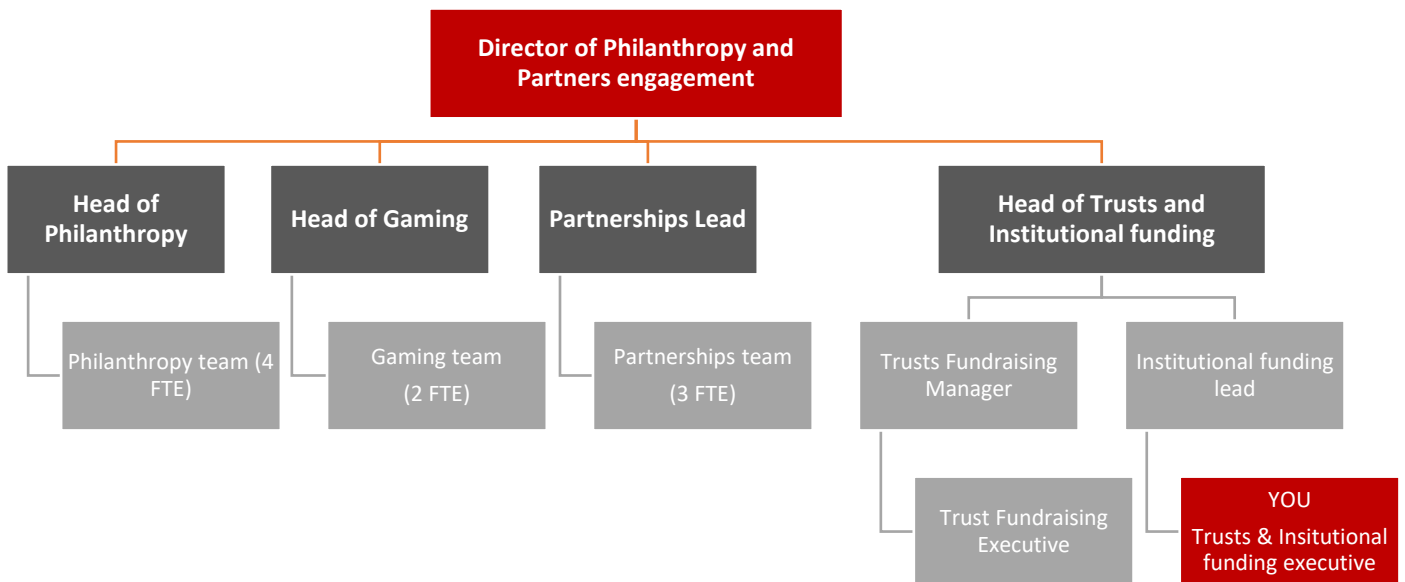 Director of Philanthropy and
Partners engagement
Head of
Philanthropy
Head of Gaming
Partnerships Lead
Head of Trusts and
Institutional funding
Philanthropy team (4
FTE)
Gaming team
(2 FTE)
Partnerships team
(3 FTE)
Trusts Fundraising
Manager
Institutional funding
lead
Trust Fundraising
Executive
YOU
Trusts & Insitutional
funding executive